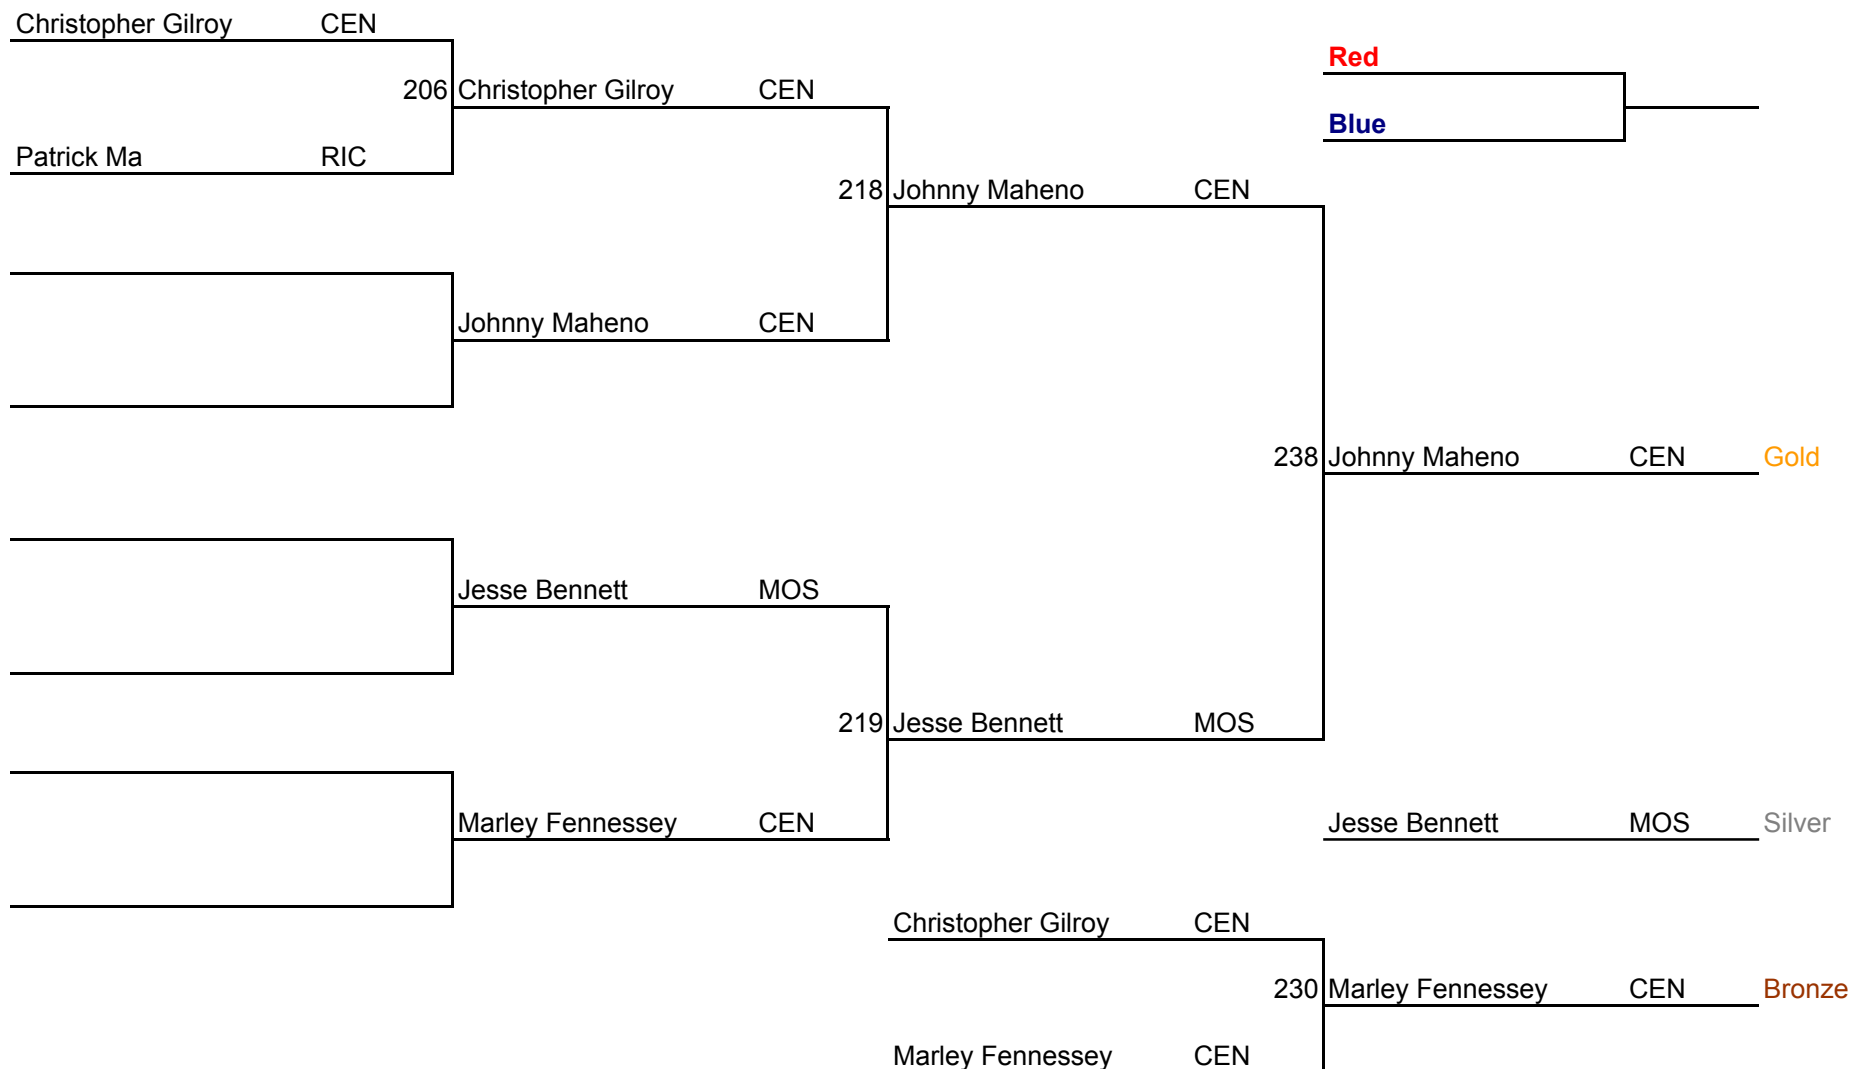 Christopher Gilroy CEN
Red
206 Christopher Gilroy CEN
Blue
Patrick Ma RIC
218 Johnny Maheno CEN
Johnny Maheno CEN
238 Johnny Maheno CEN Gold
Jesse Bennett MOS
219 Jesse Bennett MOS
Marley Fennessey CEN
Jesse Bennett MOS Silver
Christopher Gilroy CEN
230 Marley Fennessey CEN Bronze
Marley Fennessey CEN